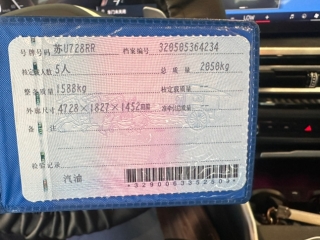 号牌号码 苏U728RR 档案编号 320505364234
核定载人数 5人 总质量 2050kg
整备质量 1588kg 核定载质量 --
外廓尺寸 4728×1827×1452mm 准牵引总质量 --
备注
检验记录
汽油
LOW